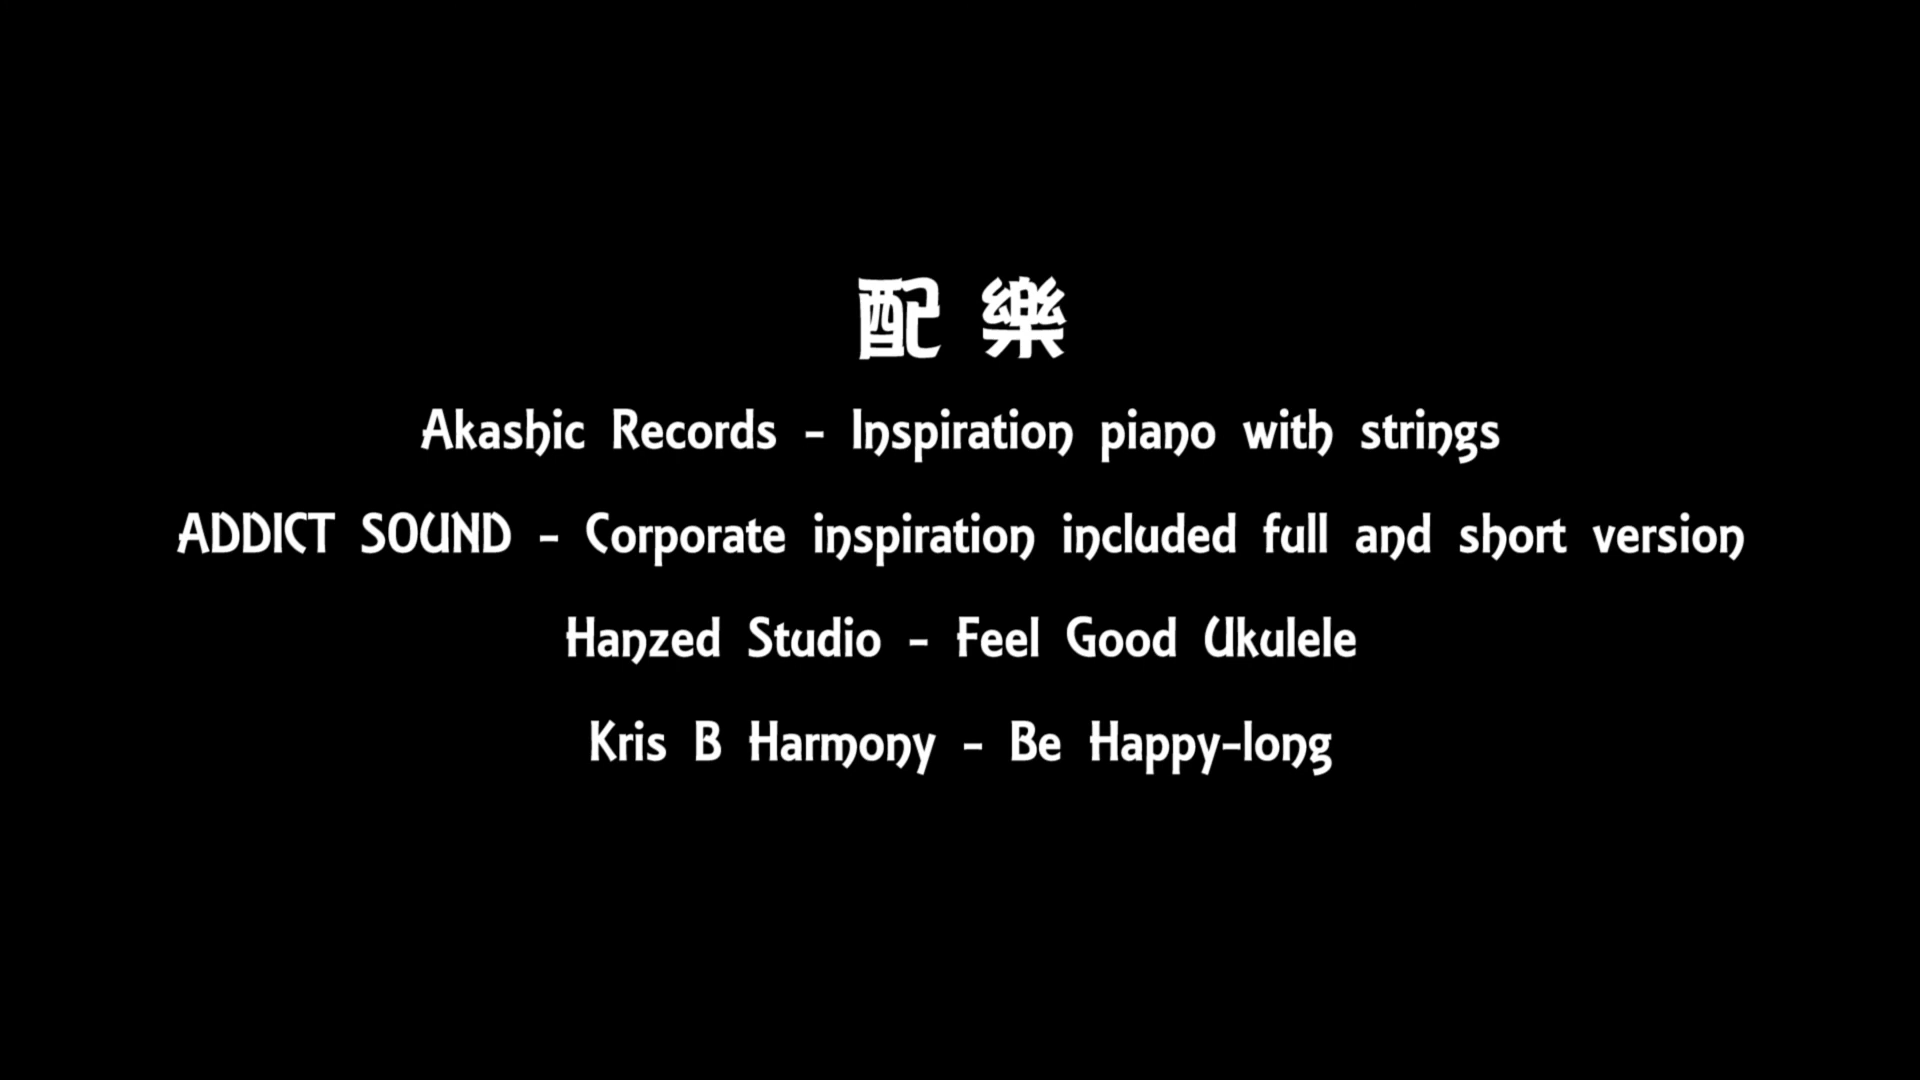 配樂
Akashic Records - Inspiration piano with strings
ADDICT SOUND - Corporate inspiration included full and short version
Hanzed Studio - Feel Good Ukulele
Kris B Harmony - Be Happy-long